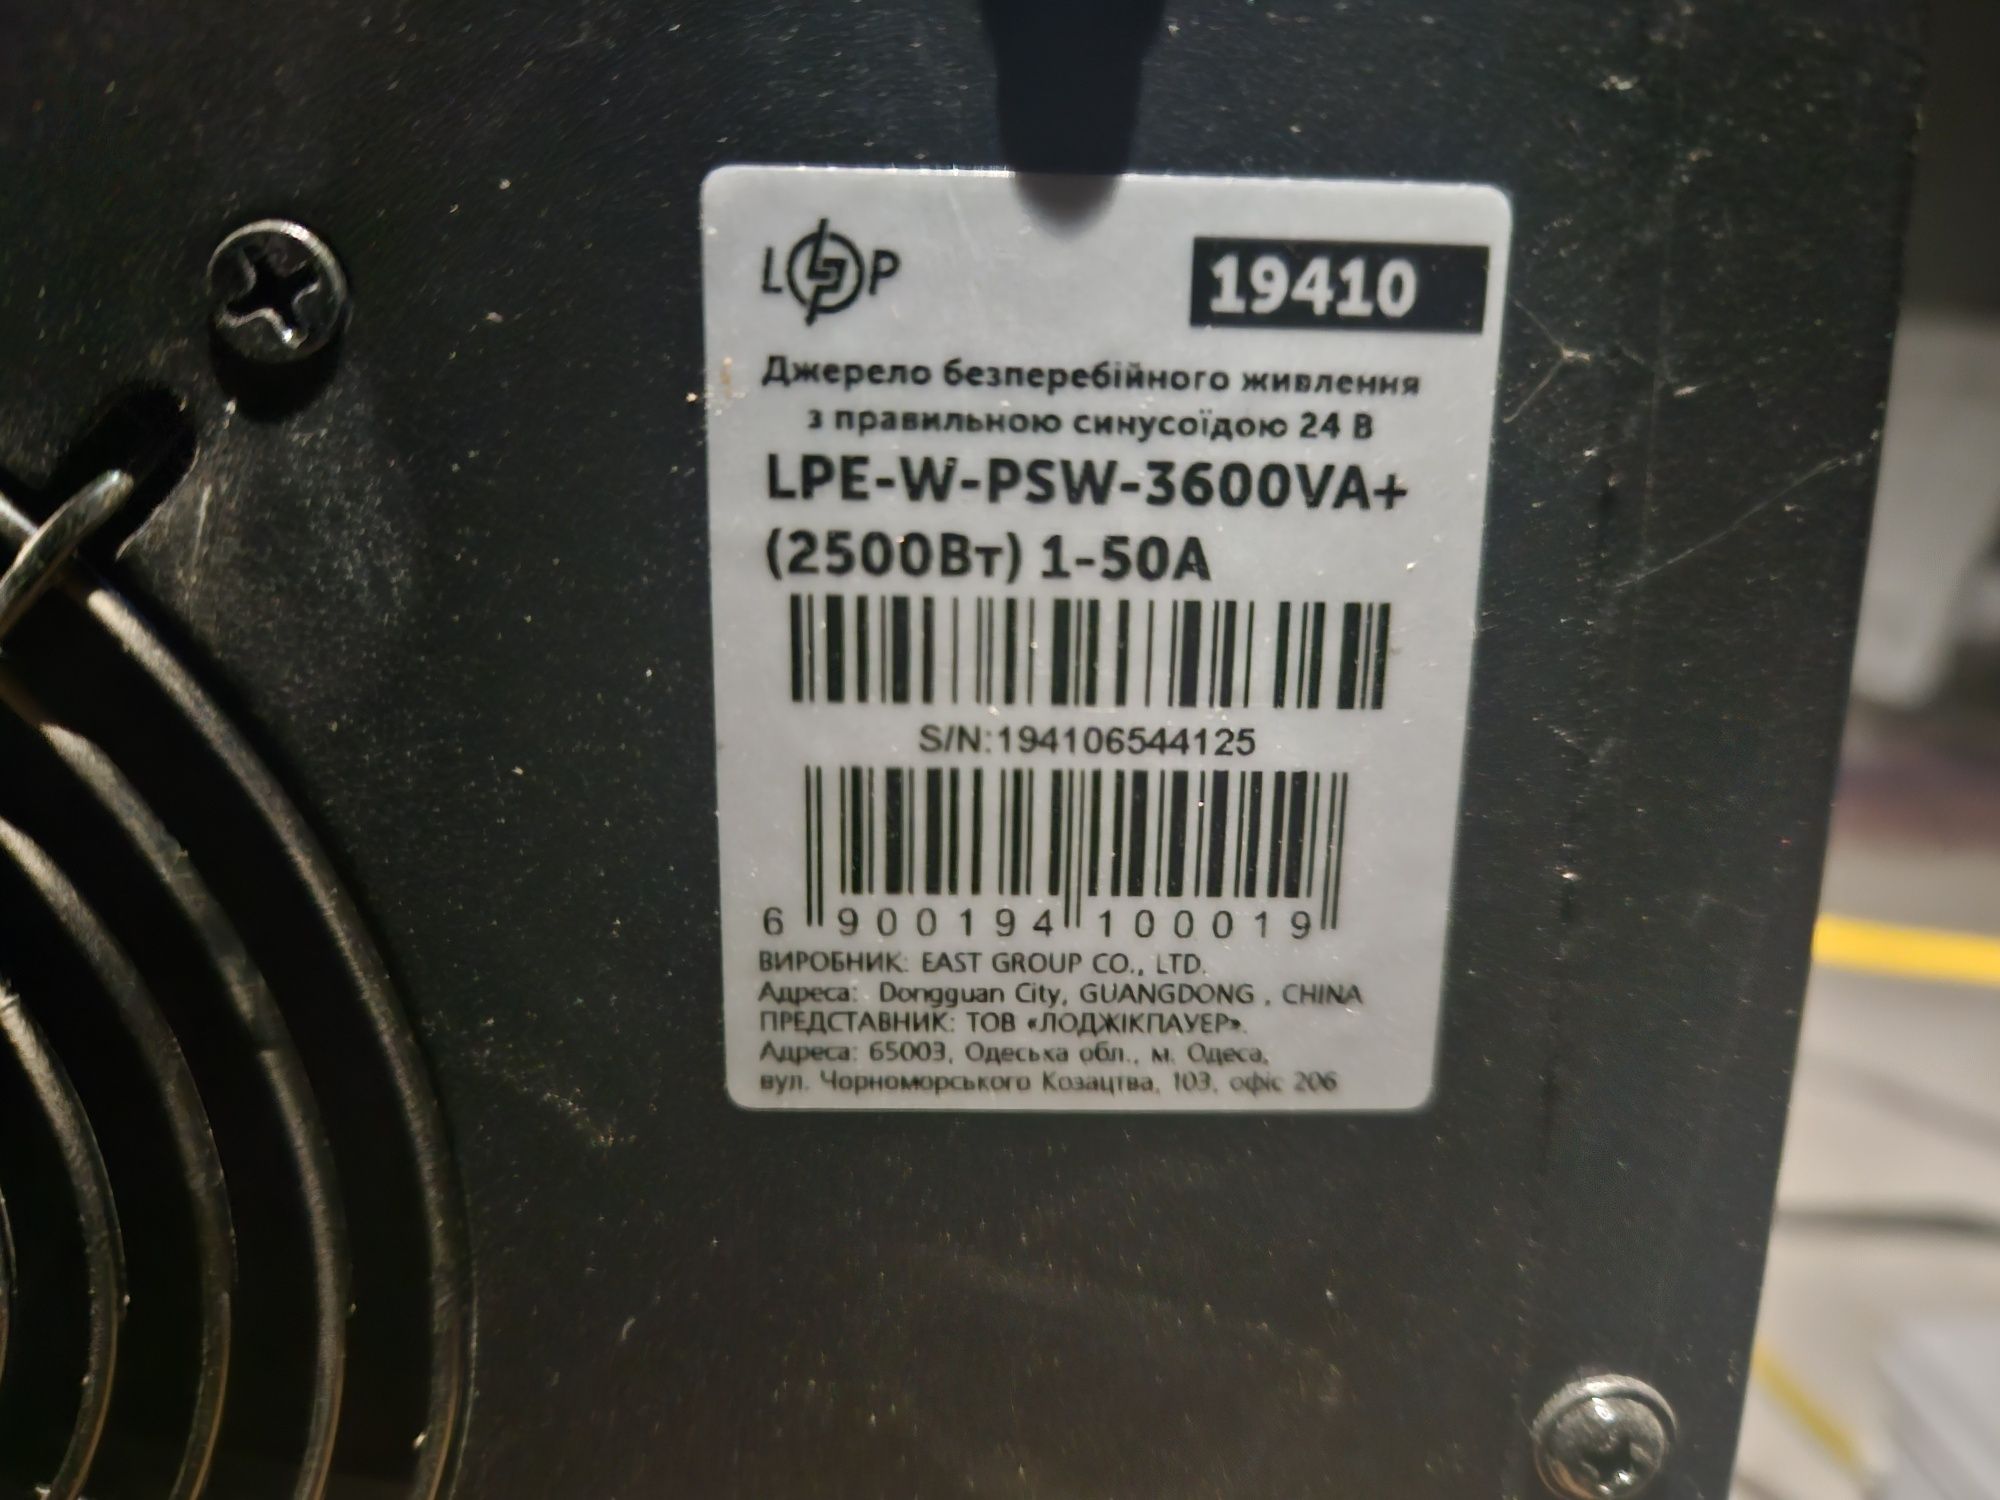 LP
19410
Джерело безперебійного живлення
з правильною синусоїдою 24 В
LPE-W-PSW-3600VA+
(2500Вт) 1-50А
S/N:194106544125
6 900194 100019
ВИРОБНИК: EAST GROUP CO., LTD.
Адреса: Dongguan City, GUANGDONG , CHINA
ПРЕДСТАВНИК: ТОВ «ЛОДЖІКПАУЕР».
Адреса: 65003, Одеська обл., м. Одеса,
вул. Чорноморського Козацтва, 103, офіс 206